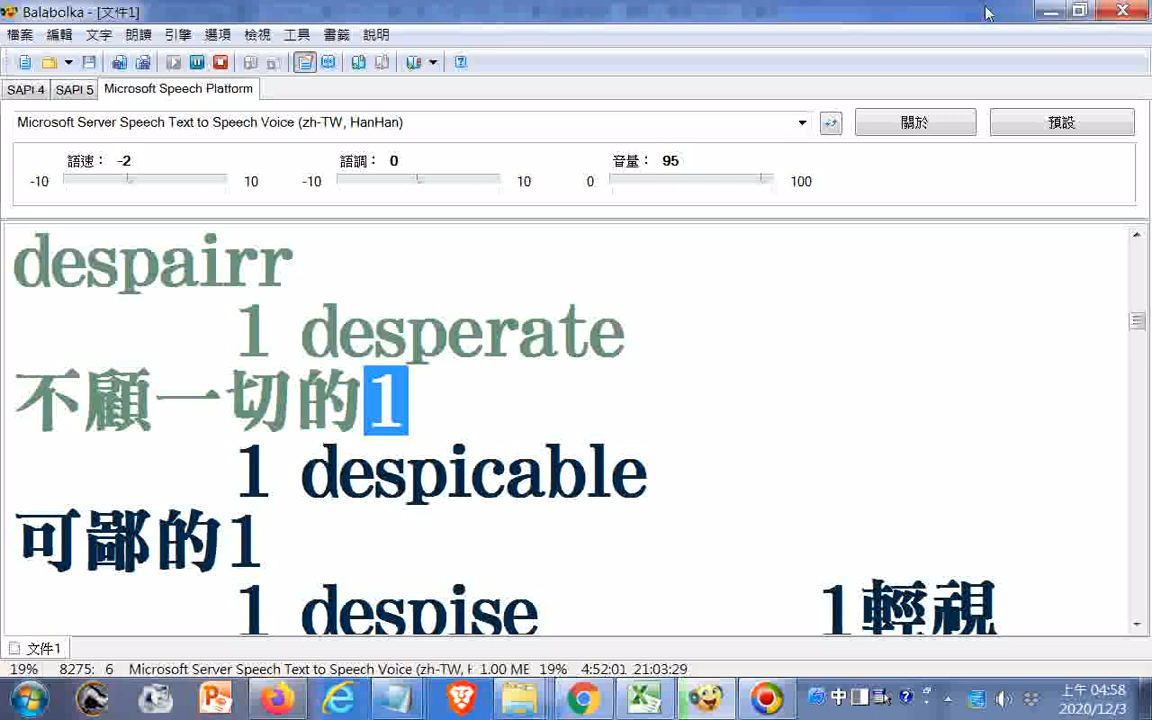 Balabolka - [文件1]
檔案 編輯 文字 朗讀 引擎 選項 檢視 工具 書籤 說明
SAPI 4 SAPI 5 Microsoft Speech Platform
Microsoft Server Speech Text to Speech Voice (zh-TW, HanHan) 關於 預設
語速： -2 語調： 0 音量： 95
-10 10 -10 10 0 100
despairr
1 desperate
不顧一切的1
1 despicable
可鄙的1
1 despise 1輕視
文件1
19% 8275: 6 Microsoft Server Speech Text to Speech Voice (zh-TW, 1.00 ME 19% 4:52:01 21:03:29
中 上午 04:58
2020/12/3